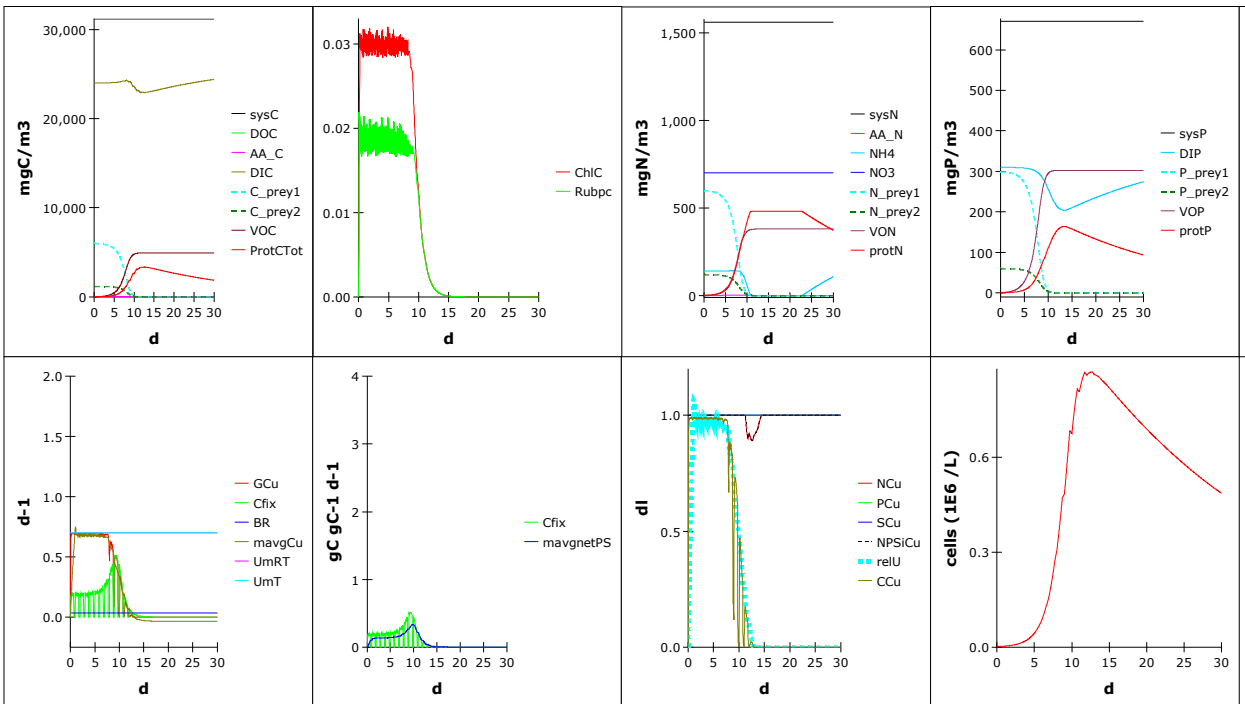 mgC/m3
30,000
20,000
10,000
0
0 5 10 15 20 25 30
d
sysC
DOC
AA_C
DIC
C_prey1
C_prey2
VOC
ProtCTot
0.03
0.02
0.01
0.00
0 5 10 15 20 25 30
d
ChlC
Rubpc
mgN/m3
1,500
1,000
500
0
0 5 10 15 20 25 30
d
sysN
AA_N
NH4
NO3
N_prey1
N_prey2
VON
protN
mgP/m3
600
500
400
300
200
100
0
0 5 10 15 20 25 30
d
sysP
DIP
P_prey1
P_prey2
VOP
protP
d-1
2.0
1.5
1.0
0.5
0.0
0 5 10 15 20 25 30
d
GCu
Cfix
BR
mavgCu
UmRT
UmT
gC gC-1 d-1
4
3
2
1
0
0 5 10 15 20 25 30
d
Cfix
mavgnetPS
dl
1.0
0.5
0.0
0 5 10 15 20 25 30
d
NCu
PCu
SCu
NPSiCu
relU
CCu
cells (1E6 /L)
0.6
0.3
0.0
0 5 10 15 20 25 30
d